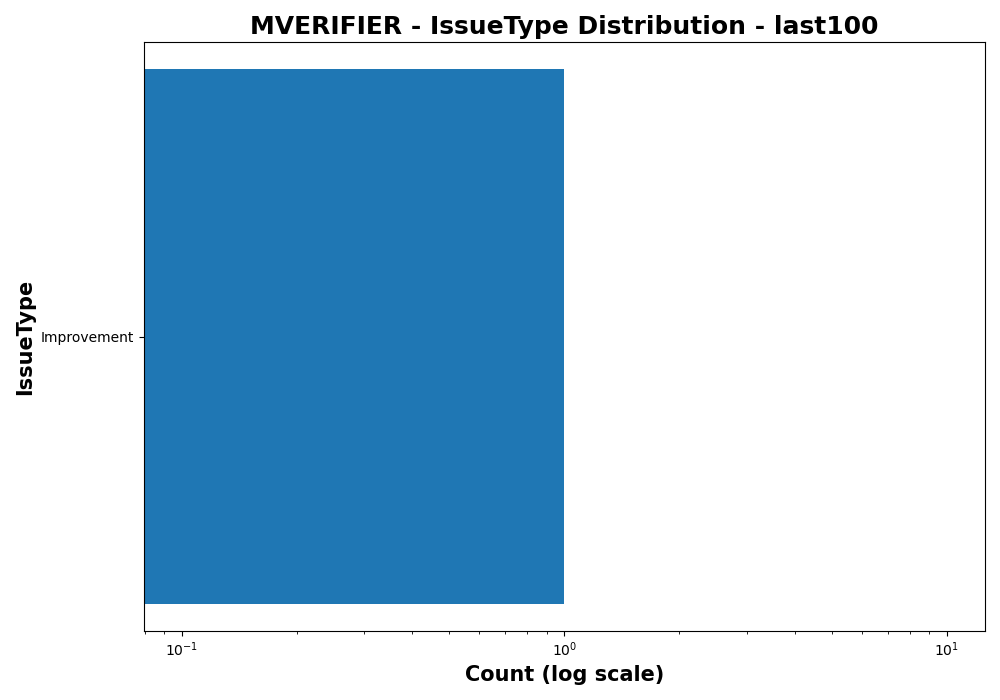 MVERIFIER - IssueType Distribution - last100
IssueType
Improvement
10⁻¹
10⁰
10¹
Count (log scale)